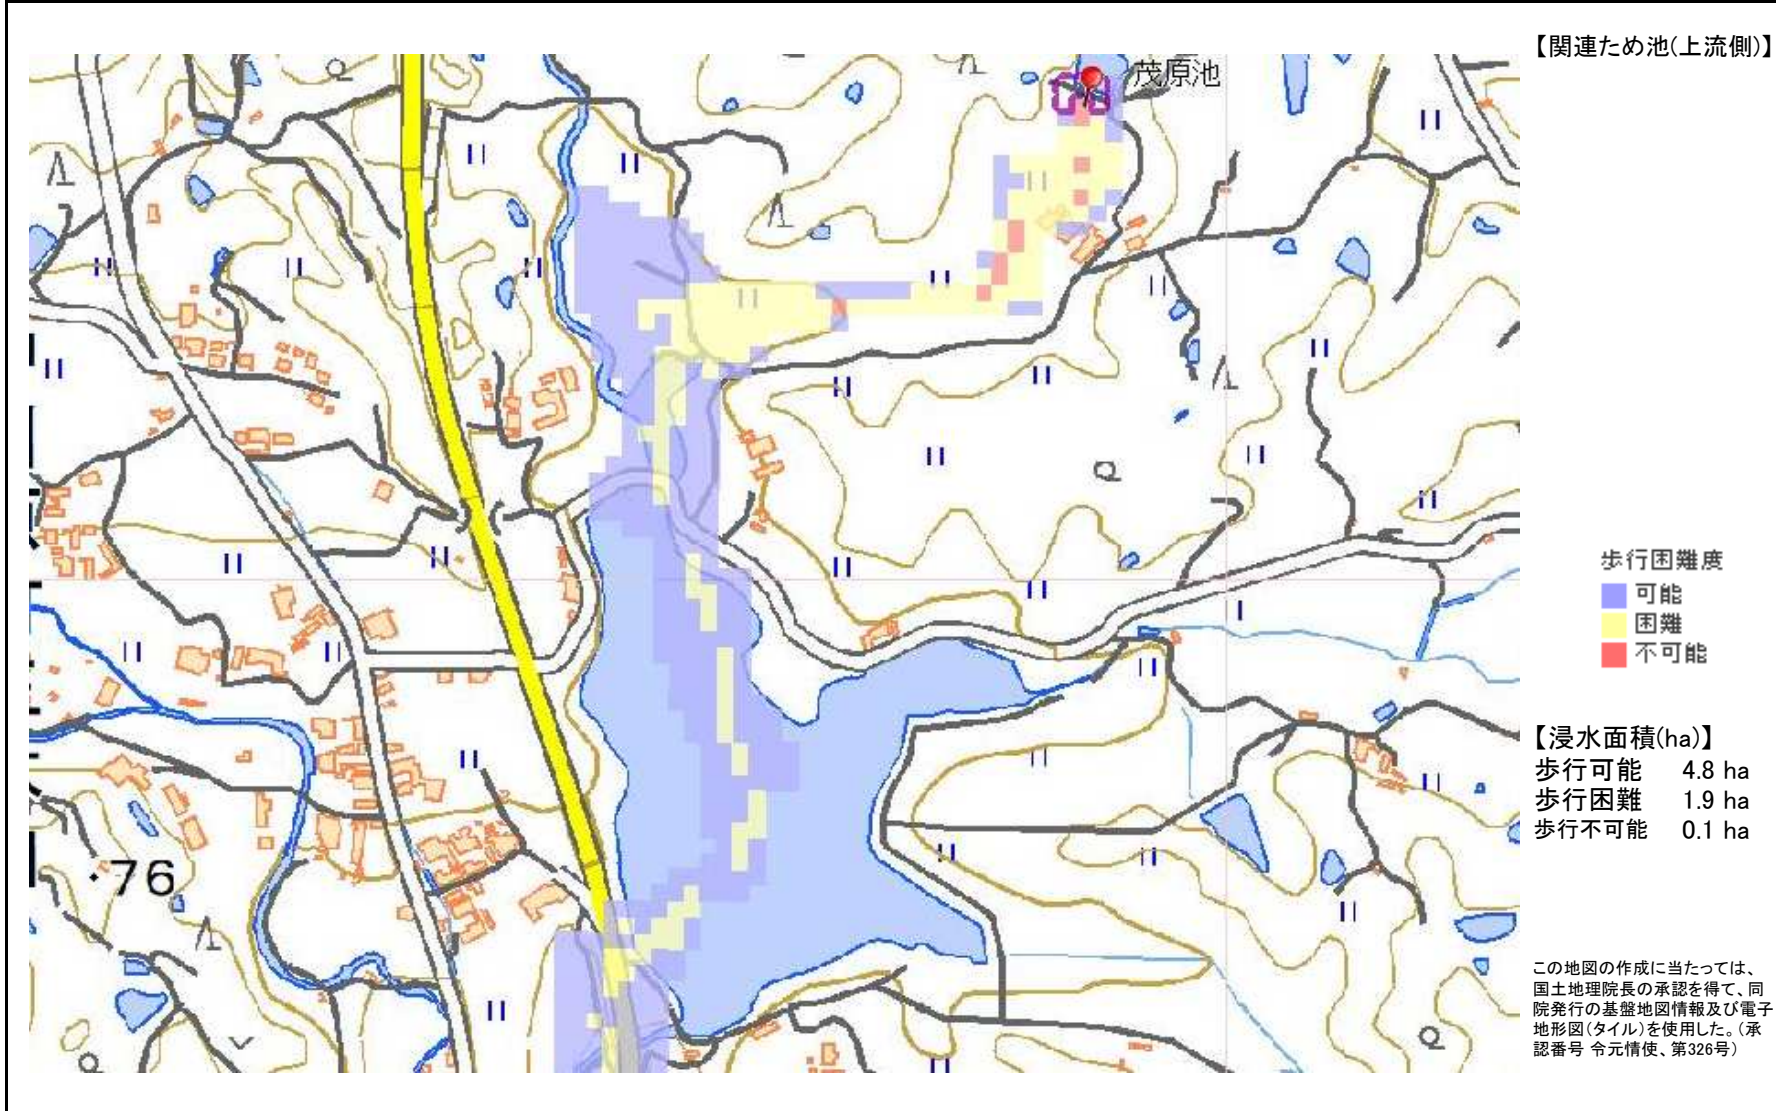 【関連ため池(上流側)】
茂原池
歩行困難度
可能
困難
不可能
【浸水面積(ha)】
歩行可能 4.8 ha
歩行困難 1.9 ha
歩行不可能 0.1 ha
・76
この地図の作成に当たっては、
国土地理院長の承認を得て、同
院発行の基盤地図情報及び電子
地形図(タイル)を使用した。(承
認番号 令元情使、第326号)